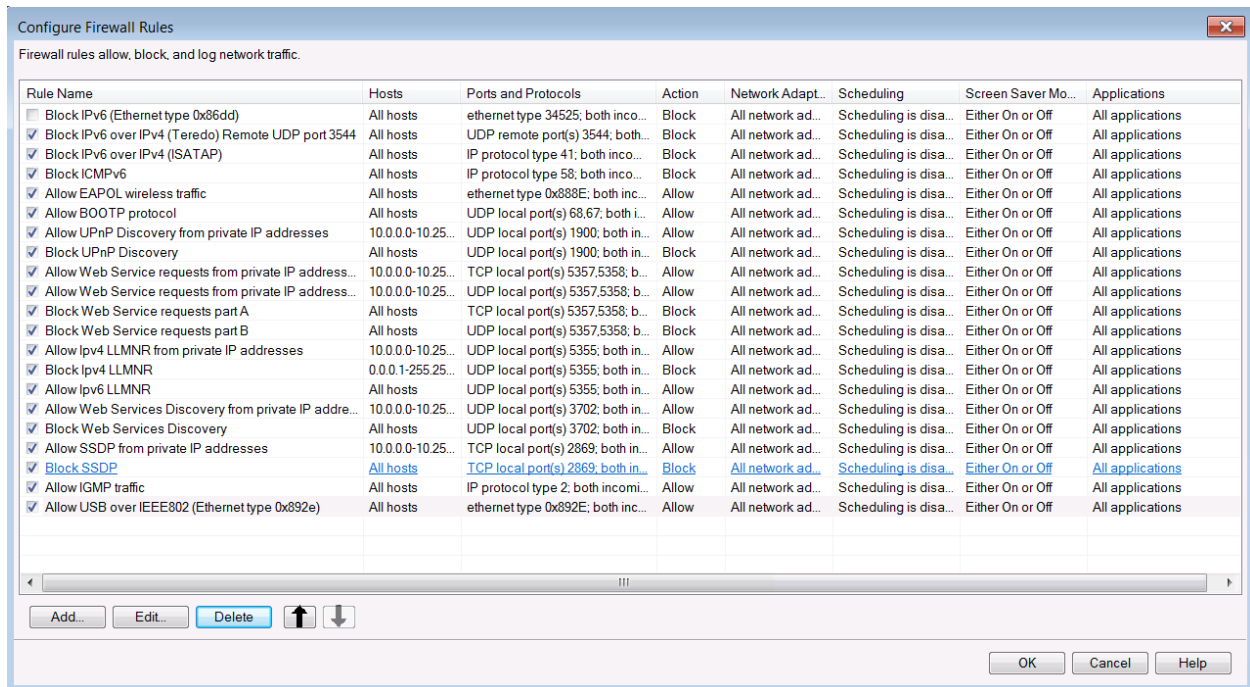 Configure Firewall Rules
Firewall rules allow, block, and log network traffic.
Rule Name Hosts Ports and Protocols Action Network Adapt... Scheduling Screen Saver Mo... Applications
Block IPv6 (Ethernet type 0x86dd) All hosts ethernet type 34525; both inco... Block All network ad... Scheduling is disa... Either On or Off All applications
Block IPv6 over IPv4 (Teredo) Remote UDP port 3544 All hosts UDP remote port(s) 3544; both... Block All network ad... Scheduling is disa... Either On or Off All applications
Block IPv6 over IPv4 (ISATAP) All hosts IP protocol type 41; both inco... Block All network ad... Scheduling is disa... Either On or Off All applications
Block ICMPv6 All hosts IP protocol type 58; both inco... Block All network ad... Scheduling is disa... Either On or Off All applications
Allow EAPOL wireless traffic All hosts ethernet type 0x888E; both inc... Allow All network ad... Scheduling is disa... Either On or Off All applications
Allow BOOTP protocol All hosts UDP local port(s) 68,67; both i... Allow All network ad... Scheduling is disa... Either On or Off All applications
Allow UPnP Discovery from private IP addresses 10.0.0.0-10.25... UDP local port(s) 1900; both in... Allow All network ad... Scheduling is disa... Either On or Off All applications
Block UPnP Discovery All hosts UDP local port(s) 1900; both in... Block All network ad... Scheduling is disa... Either On or Off All applications
Allow Web Service requests from private IP address... 10.0.0.0-10.25... TCP local port(s) 5357,5358; b... Allow All network ad... Scheduling is disa... Either On or Off All applications
Allow Web Service requests from private IP address... 10.0.0.0-10.25... UDP local port(s) 5357,5358; b... Allow All network ad... Scheduling is disa... Either On or Off All applications
Block Web Service requests part A All hosts TCP local port(s) 5357,5358; b... Block All network ad... Scheduling is disa... Either On or Off All applications
Block Web Service requests part B All hosts UDP local port(s) 5357,5358; b... Block All network ad... Scheduling is disa... Either On or Off All applications
Allow Ipv4 LLMNR from private IP addresses 10.0.0.0-10.25... UDP local port(s) 5355; both in... Allow All network ad... Scheduling is disa... Either On or Off All applications
Block Ipv4 LLMNR 0.0.0.1-255.25... UDP local port(s) 5355; both in... Block All network ad... Scheduling is disa... Either On or Off All applications
Allow Ipv6 LLMNR All hosts UDP local port(s) 5355; both in... Allow All network ad... Scheduling is disa... Either On or Off All applications
Allow Web Services Discovery from private IP addre... 10.0.0.0-10.25... UDP local port(s) 3702; both in... Allow All network ad... Scheduling is disa... Either On or Off All applications
Block Web Services Discovery All hosts UDP local port(s) 3702; both in... Block All network ad... Scheduling is disa... Either On or Off All applications
Allow SSDP from private IP addresses 10.0.0.0-10.25... TCP local port(s) 2869; both in... Allow All network ad... Scheduling is disa... Either On or Off All applications
Block SSDP All hosts TCP local port(s) 2869; both in... Block All network ad... Scheduling is disa... Either On or Off All applications
Allow IGMP traffic All hosts IP protocol type 2; both incomi... Allow All network ad... Scheduling is disa... Either On or Off All applications
Allow USB over IEEE802 (Ethernet type 0x892e) All hosts ethernet type 0x892E; both inc... Allow All network ad... Scheduling is disa... Either On or Off All applications
Add... Edit... Delete
OK Cancel Help